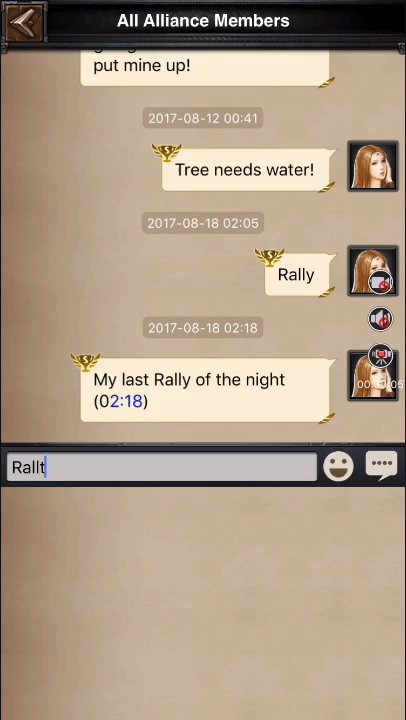 All Alliance Members
put mine up!
2017-08-12 00:41
Tree needs water!
2017-08-18 02:05
Rally
2017-08-18 02:18
My last Rally of the night
(02:18)
Rallt